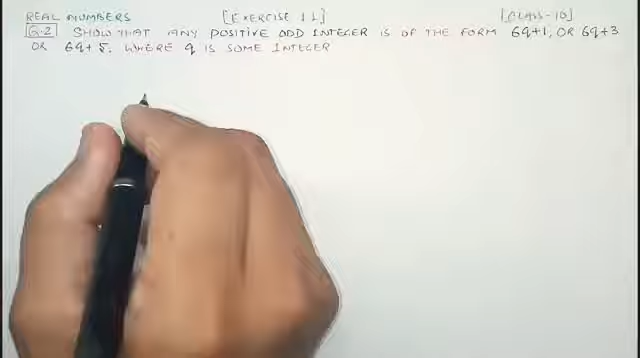 REAL NUMBERS [EXERCISE 1.1] [CLASS-10]
Q.2 SHOW THAT ANY POSITIVE ODD INTEGER IS OF THE FORM 6q+1, OR 6q+3
OR 6q+5, WHERE q IS SOME INTEGER